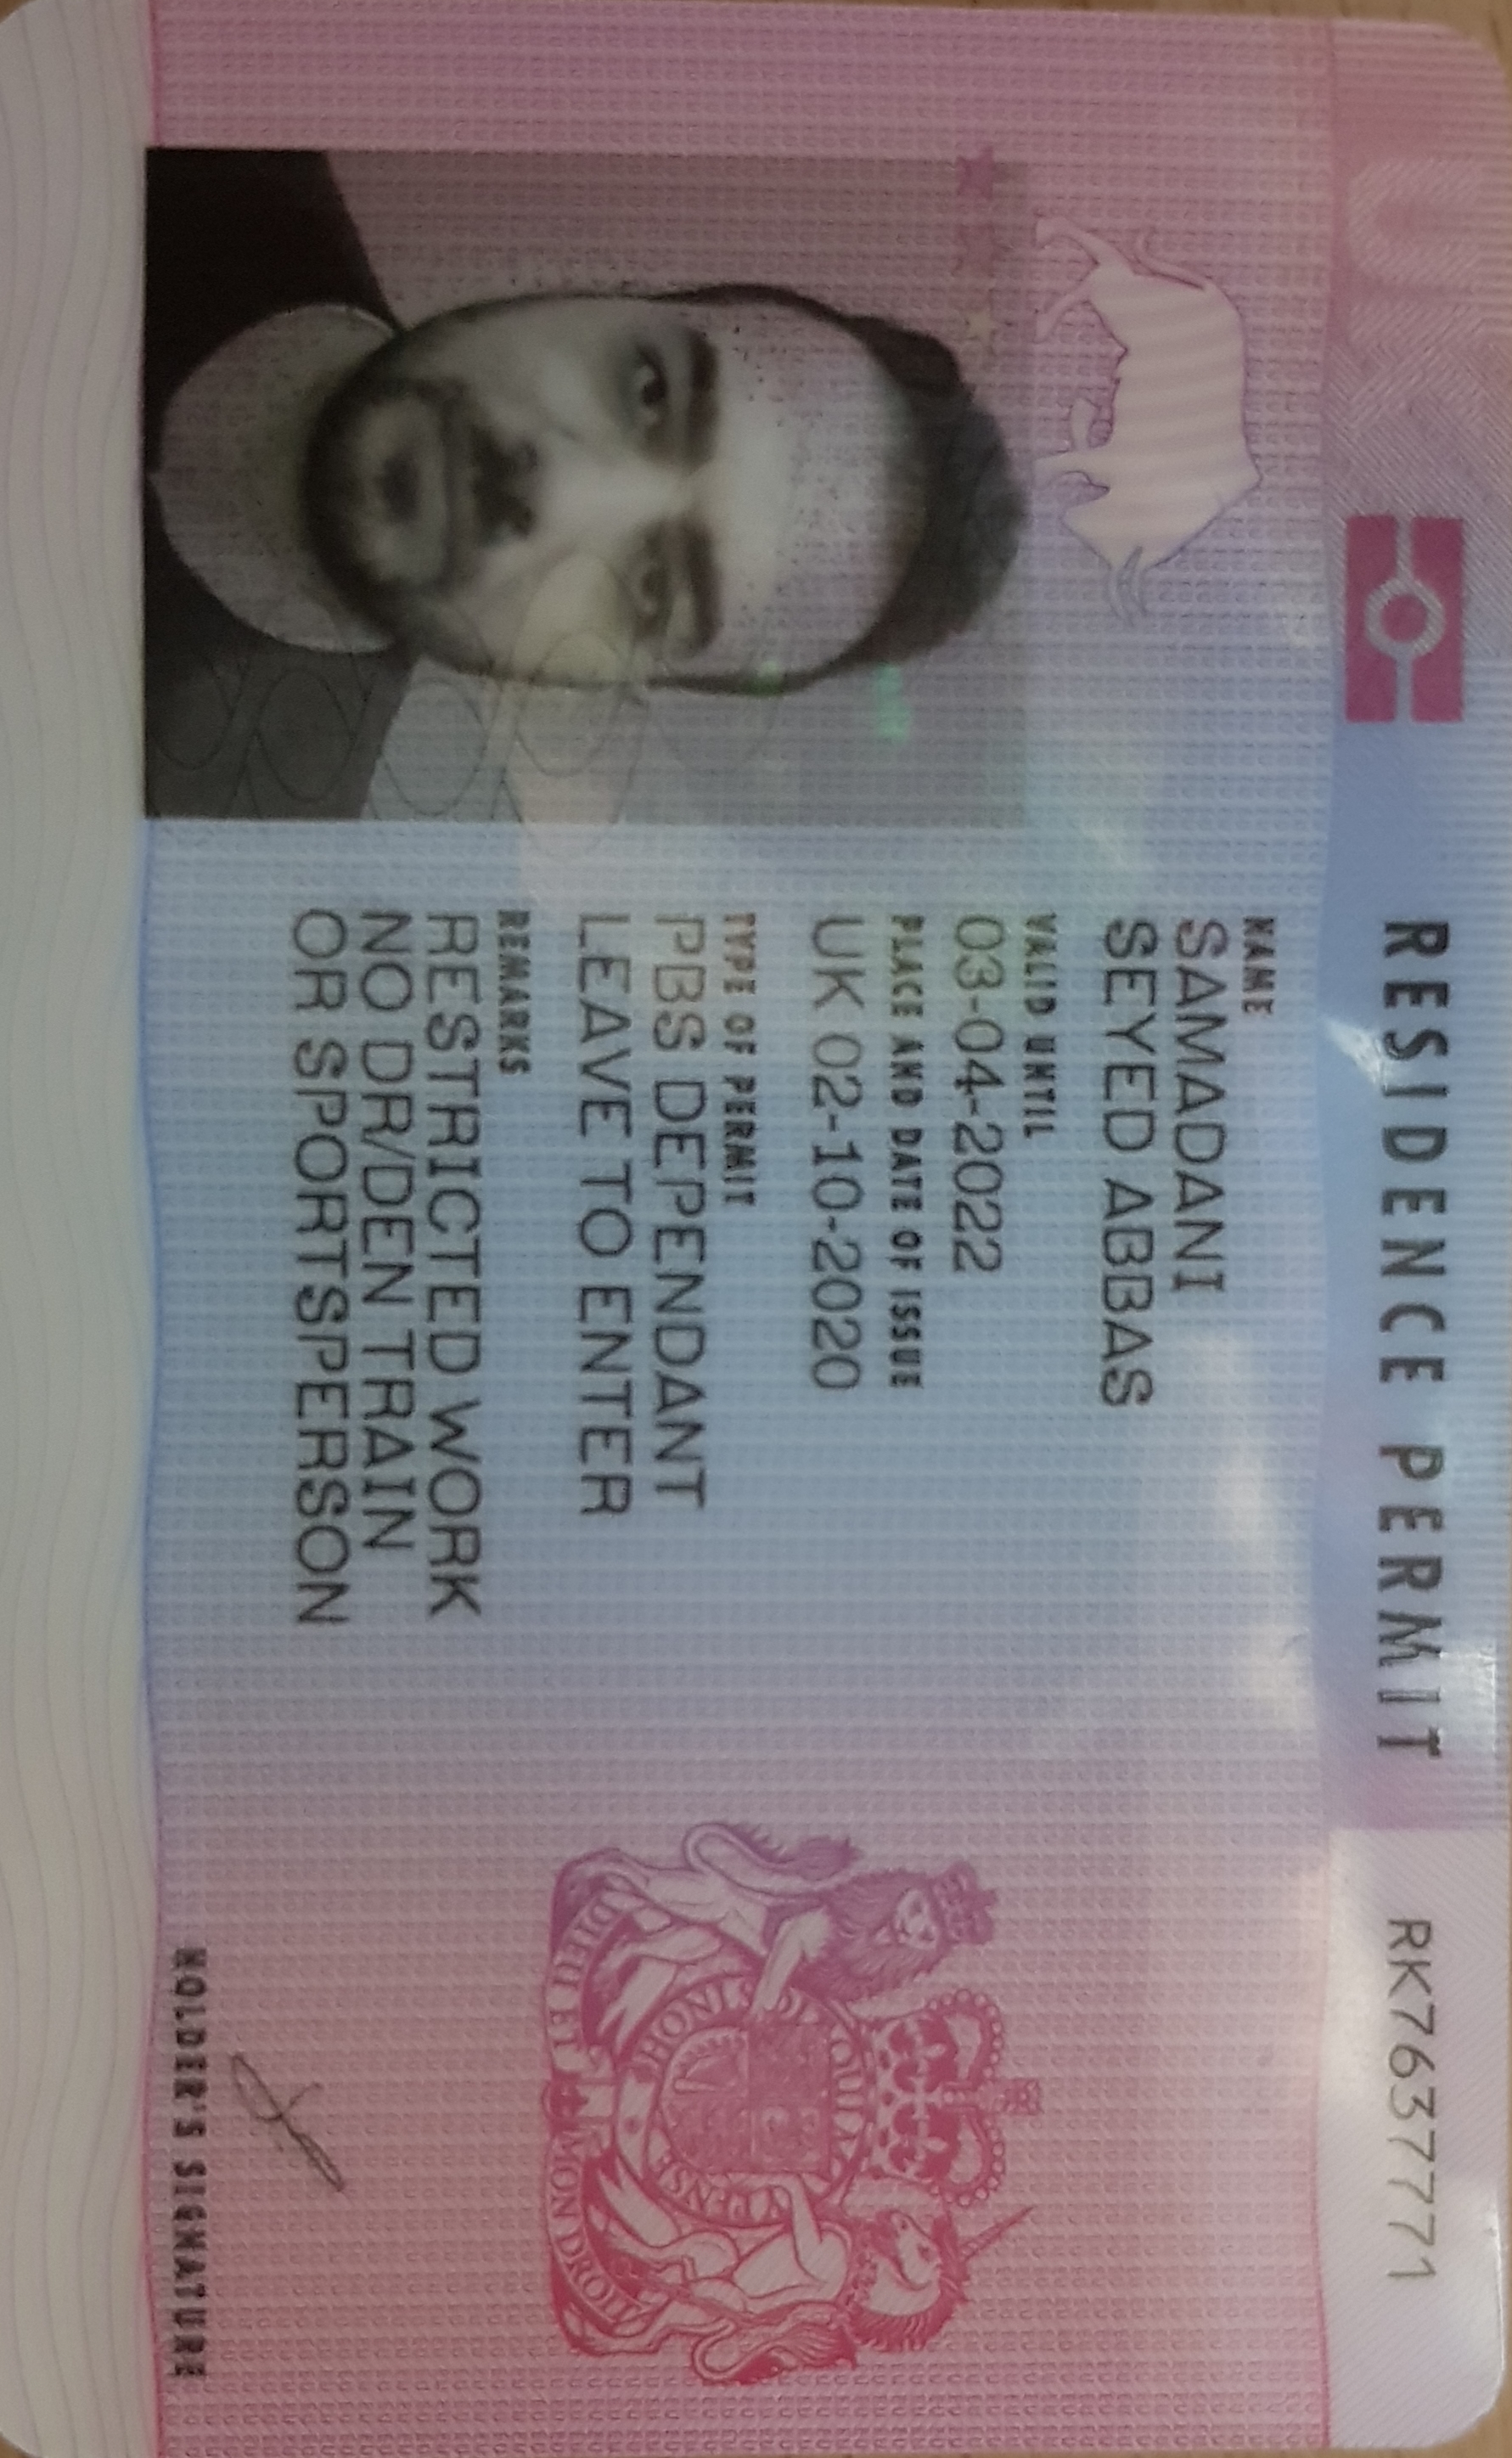 UK
RESIDENCE PERMIT
RK7637771
NAME
SAMADANI
SEYED ABBAS
VALID UNTIL
03-04-2022
PLACE AND DATE OF ISSUE
UK 02-10-2020
TYPE OF PERMIT
PBS DEPENDANT
LEAVE TO ENTER
REMARKS
RESTRICTED WORK
NO DR/DEN TRAIN
OR SPORTSPERSON
HONI SOI QUI MAL Y PENSE
DIEU ET MON DROIT
HOLDER'S SIGNATURE